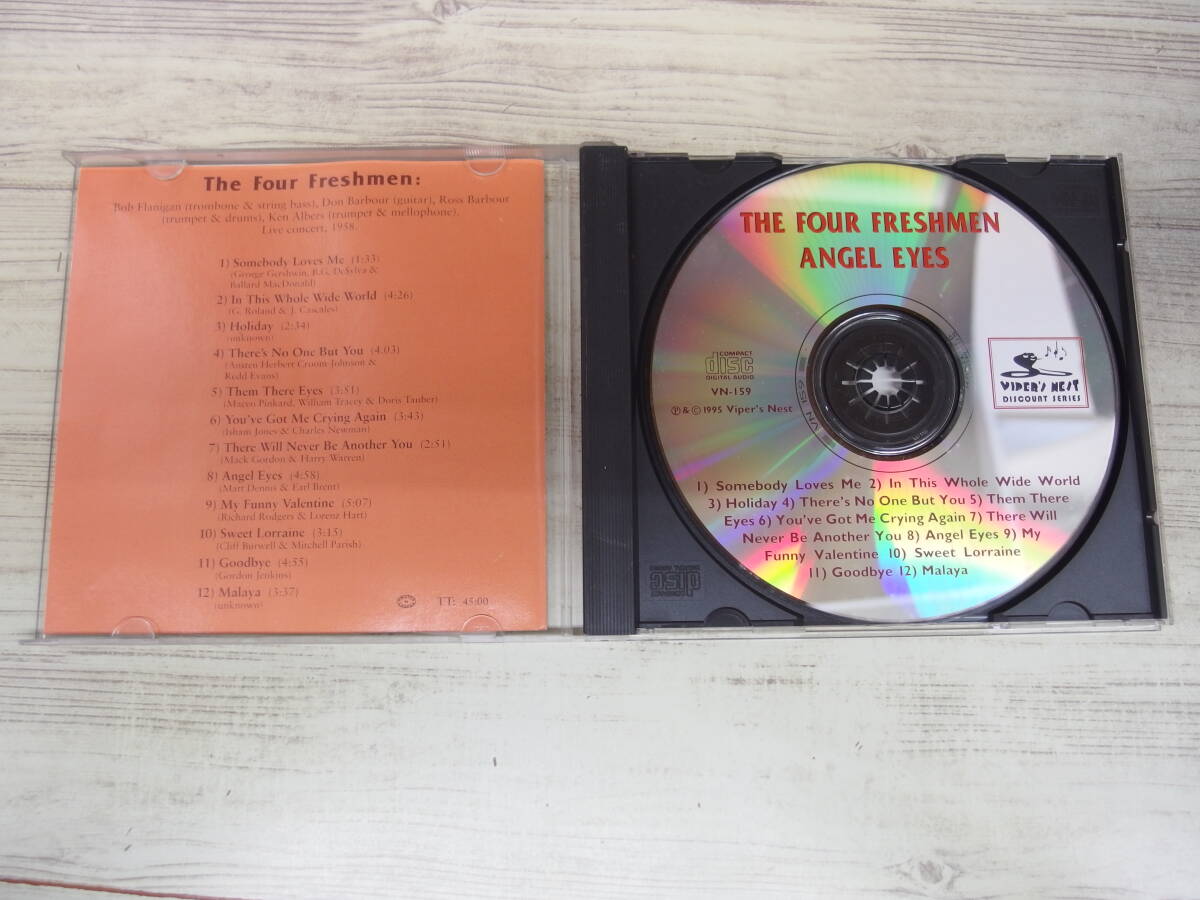 The Four Freshmen:
Bob Flanigan (trombone & string bass), Don Barbour (guitar), Ross Barbour
(trumpet & drums), Ken Albers (trumpet & mellophone).
Live concert, 1958.
1) Somebody Loves Me (1:33)
(George Gershwin, B.G. DeSylva &
Ballard MacDonald)
2) In This Whole Wide World (4:26)
(G. Roland & J. Cascales)
3) Holiday (2:34)
(unknown)
4) There's No One But You (4:03)
(Austen Herbert Croom-Johnson &
Redd Evans)
5) Them There Eyes (3:51)
(Maceo Pinkard, William Tracey & Doris Tauber)
6) You've Got Me Crying Again (3:43)
(Isham Jones & Charles Newman)
7) There Will Never Be Another You (2:51)
(Mack Gordon & Harry Warren)
8) Angel Eyes (4:58)
(Matt Dennis & Earl Brent)
9) My Funny Valentine (5:07)
(Richard Rodgers & Lorenz Hart)
10) Sweet Lorraine (3:15)
(Cliff Burwell & Mitchell Parish)
11) Goodbye (4:55)
(Gordon Jenkins)
12) Malaya (3:37)
(unknown)
TT: 45:00
THE FOUR FRESHMEN
ANGEL EYES
COMPACT
disc
DIGITAL AUDIO
VN-159
℗ & © 1995 Viper's Nest
VIPER'S NEST
DISCOUNT SERIES
VN 159
1) Somebody Loves Me 2) In This Whole Wide World
3) Holiday 4) There's No One But You 5) Them There
Eyes 6) You've Got Me Crying Again 7) There Will
Never Be Another You 8) Angel Eyes 9) My
Funny Valentine 10) Sweet Lorraine
11) Goodbye 12) Malaya
COMPACT
disc
DIGITAL AUDIO